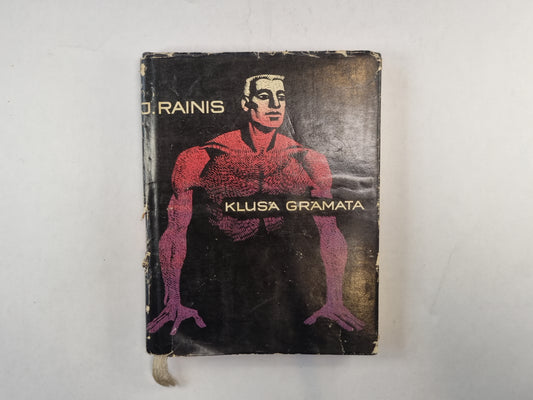 J. RAINIS
KLUSĀ GRĀMATA